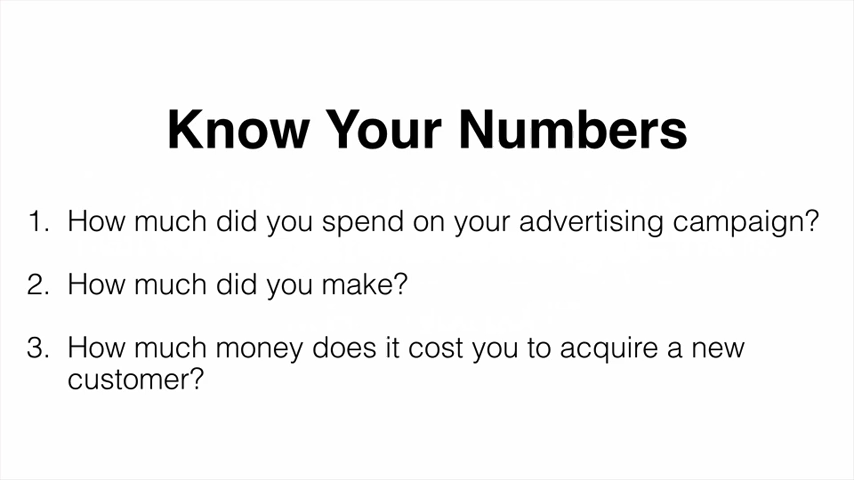 Know Your Numbers
1. How much did you spend on your advertising campaign?
2. How much did you make?
3. How much money does it cost you to acquire a new
customer?